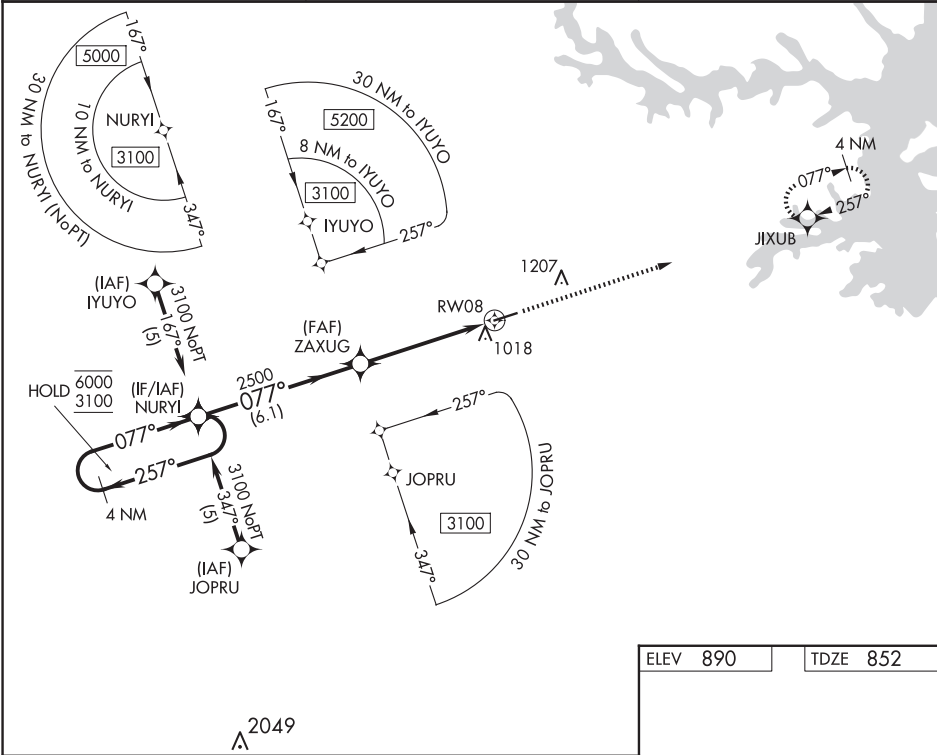 167°
5000
30 NM to NURYI (NoPT)
10 NM to NURYI
NURYI
3100
347°
30 NM to IYUYO
167°
5200
8 NM to IYUYO
3100
IYUYO
257°
4 NM
077°
257°
JIXUB
(IAF)
IYUYO
3100 NoPT
167°
(5)
1207
RW08
1018
(FAF)
ZAXUG
HOLD
6000
3100
(IF/IAF)
NURYI
2500
077°
(6.1)
077°
257°
4 NM
3100 NoPT
347°
(5)
(IAF)
JOPRU
257°
JOPRU
3100
30 NM to JOPRU
347°
ELEV 890
TDZE 852
2049